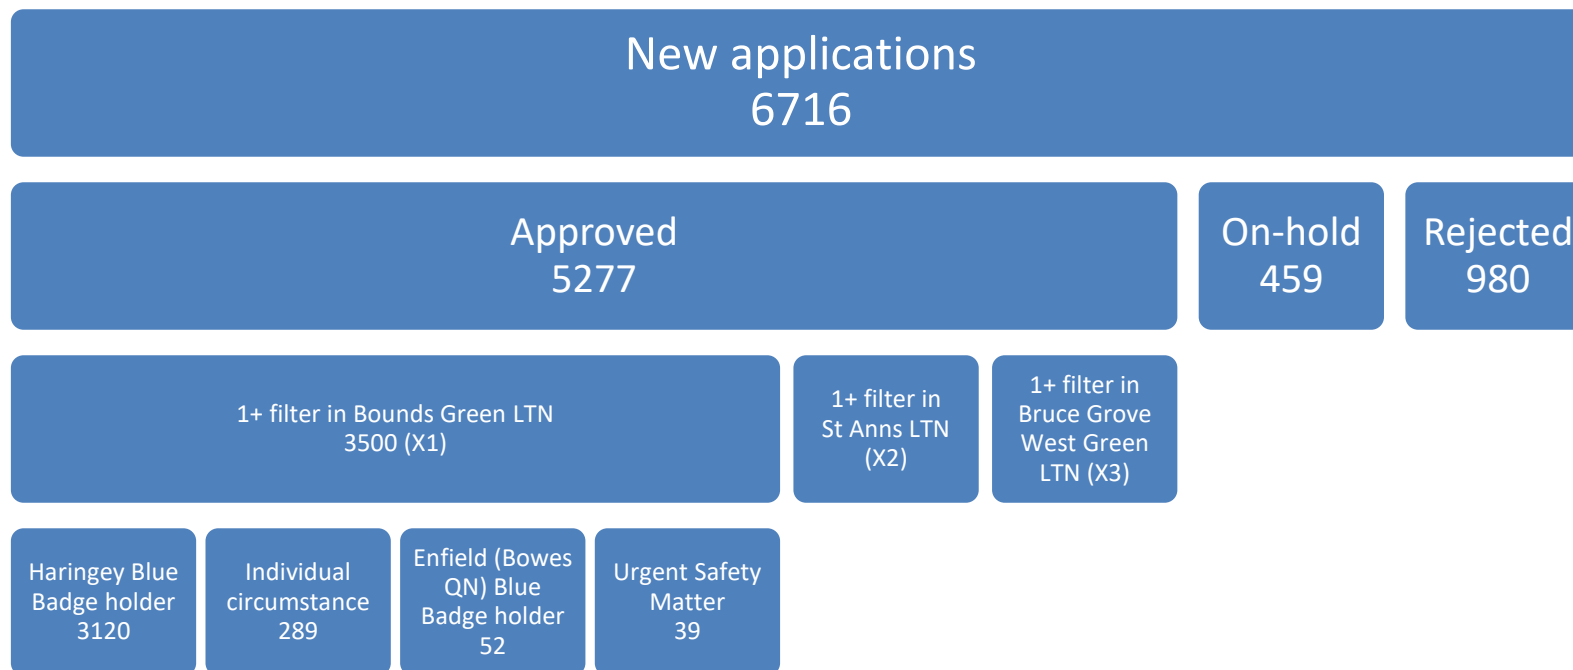 New applications
6716
Approved
5277
On-hold
459
Rejected
980
1+ filter in Bounds Green LTN
3500 (X1)
1+ filter in
St Anns LTN
(X2)
1+ filter in
Bruce Grove
West Green
LTN (X3)
Haringey Blue
Badge holder
3120
Individual
circumstance
289
Enfield (Bowes
QN) Blue
Badge holder
52
Urgent Safety
Matter
39